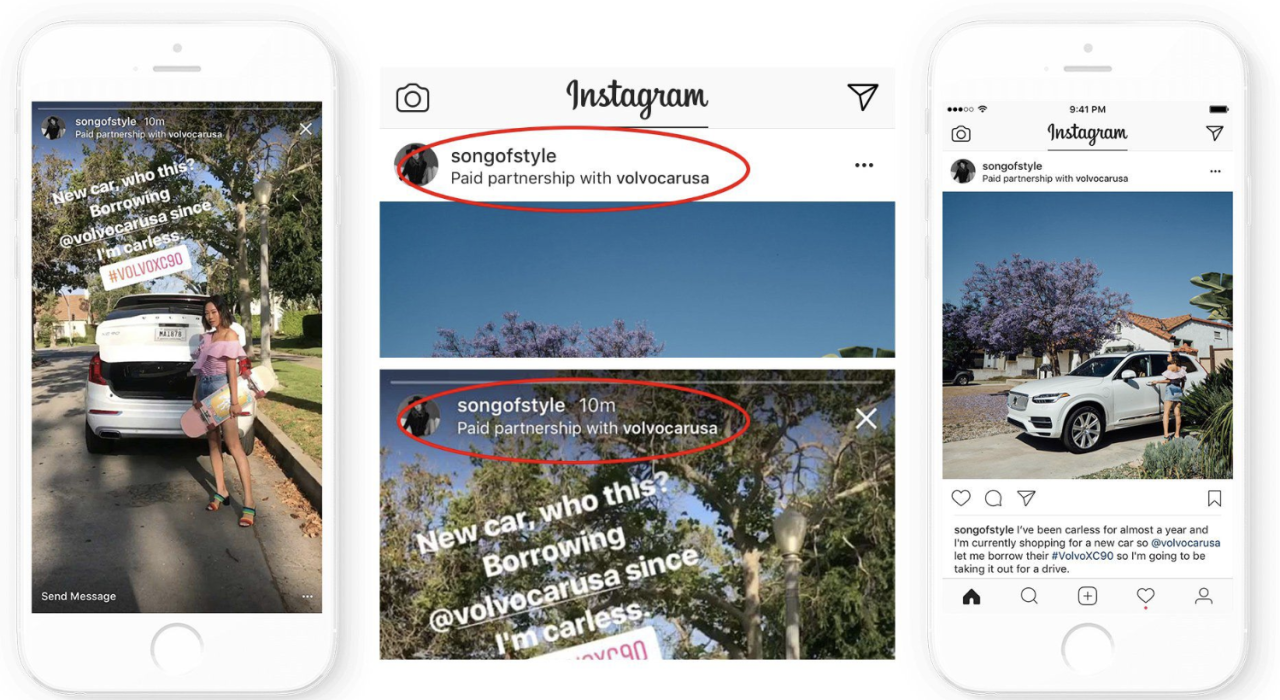 songofstyle 10m
Paid partnership with volvocarusa
New car, who this?
Borrowing
@volvocarusa since
I'm carless.
#VOLVOXC90
Send Message
Instagram
songofstyle
Paid partnership with volvocarusa
songofstyle 10m
Paid partnership with volvocarusa
New car, who this?
Borrowing
@volvocarusa since
I'm carless.
9:41 PM
Instagram
songofstyle
Paid partnership with volvocarusa
songofstyle I've been carless for almost a year and
I'm currently shopping for a new car so @volvocarusa
let me borrow their #VolvoXC90 so I'm going to be
taking it out for a drive.